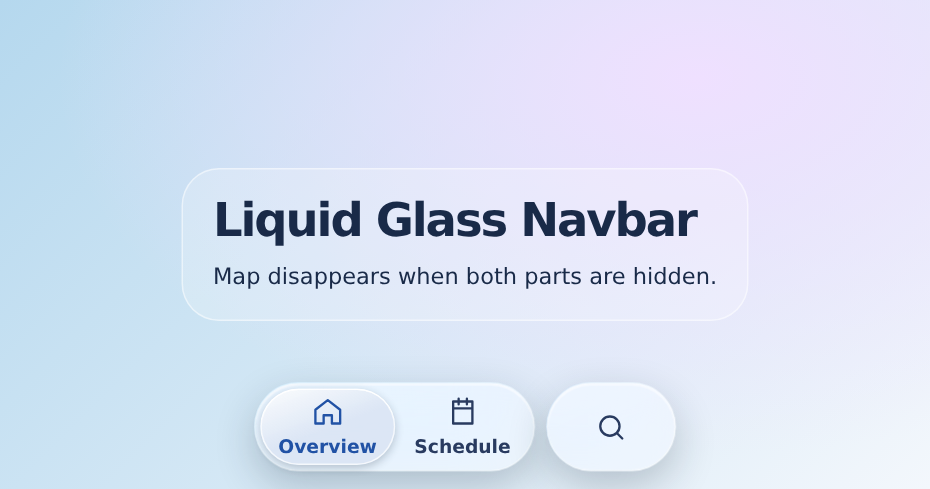 Liquid Glass Navbar
Map disappears when both parts are hidden.
Overview
Schedule